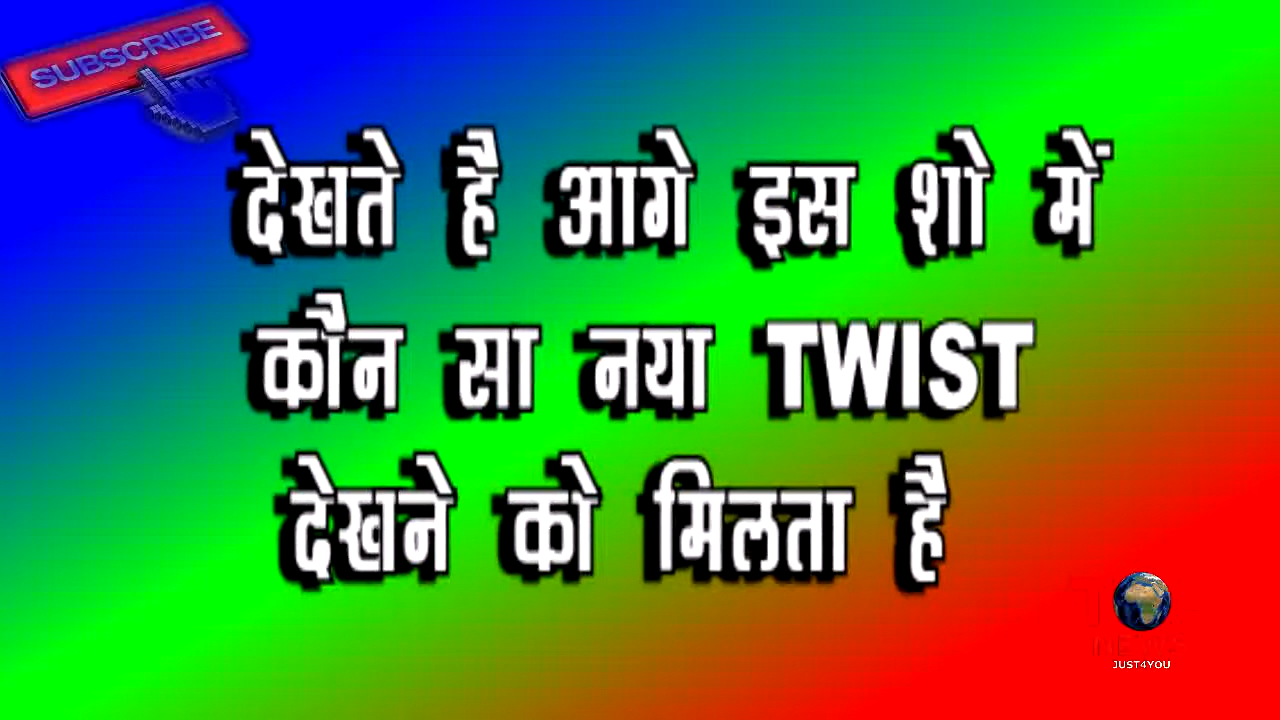 SUBSCRIBE
देखते है आगे इस शो में
कौन सा नया TWIST
देखने को मिलता है
JUST4YOU